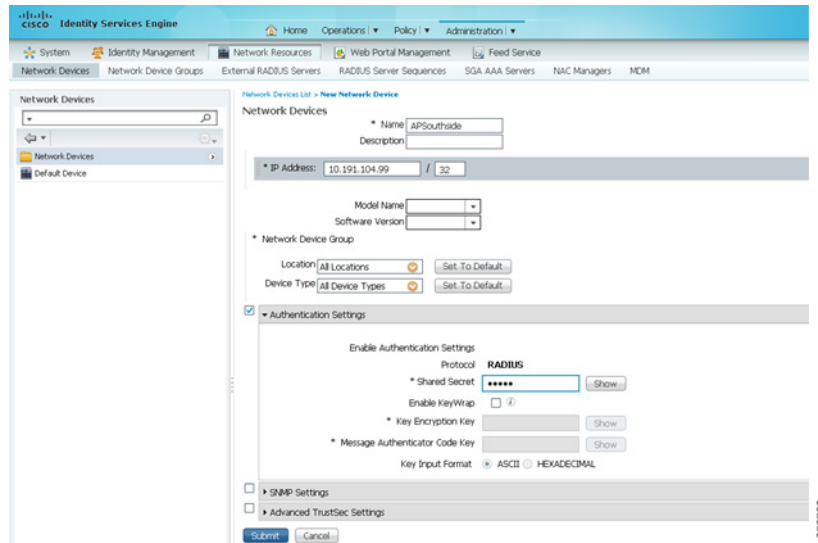 cisco Identity Services Engine
Home Operations Policy Administration
System Identity Management Network Resources Web Portal Management Feed Service
Network Devices Network Device Groups External RADIUS Servers RADIUS Server Sequences SGA AAA Servers NAC Managers MDM
Network Devices
Network Devices
Default Device
Network Devices List > New Network Device
Network Devices
* Name APSouthside
Description
* IP Address: 10.191.104.99 / 32
Model Name
Software Version
* Network Device Group
Location All Locations Set To Default
Device Type All Device Types Set To Default
Authentication Settings
Enable Authentication Settings
Protocol RADIUS
* Shared Secret ••••• Show
Enable KeyWrap
* Key Encryption Key Show
* Message Authenticator Code Key Show
Key Input Format ASCII HEXADECIMAL
SNMP Settings
Advanced TrustSec Settings
Submit Cancel